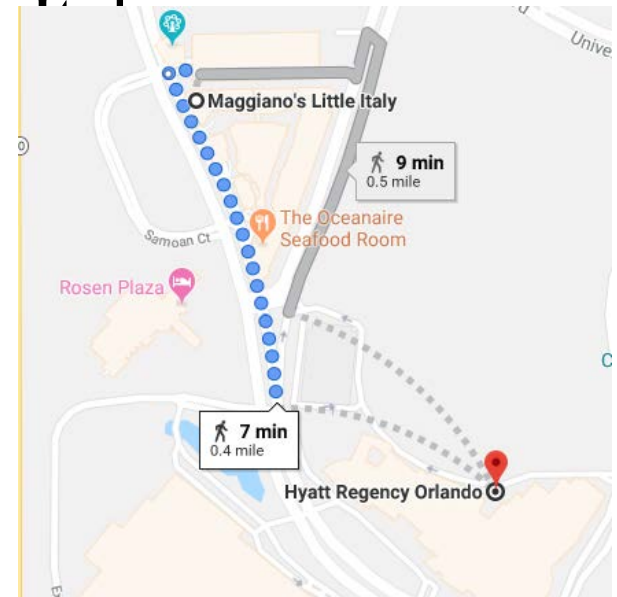 Unive
Maggiano's Little Italy
9 min
0.5 mile
The Oceanaire
Seafood Room
Samoan Ct
Rosen Plaza
C
7 min
0.4 mile
Hyatt Regency Orlando